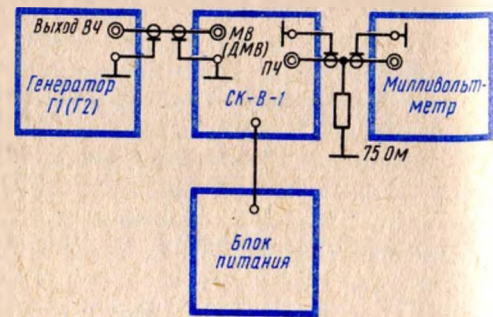 Выход ВЧ
Генератор
Г1(Г2)
МВ
(ДМВ)
ПЧ
СК-В-1
Милливольт-
метр
75 Ом
Блок
питания